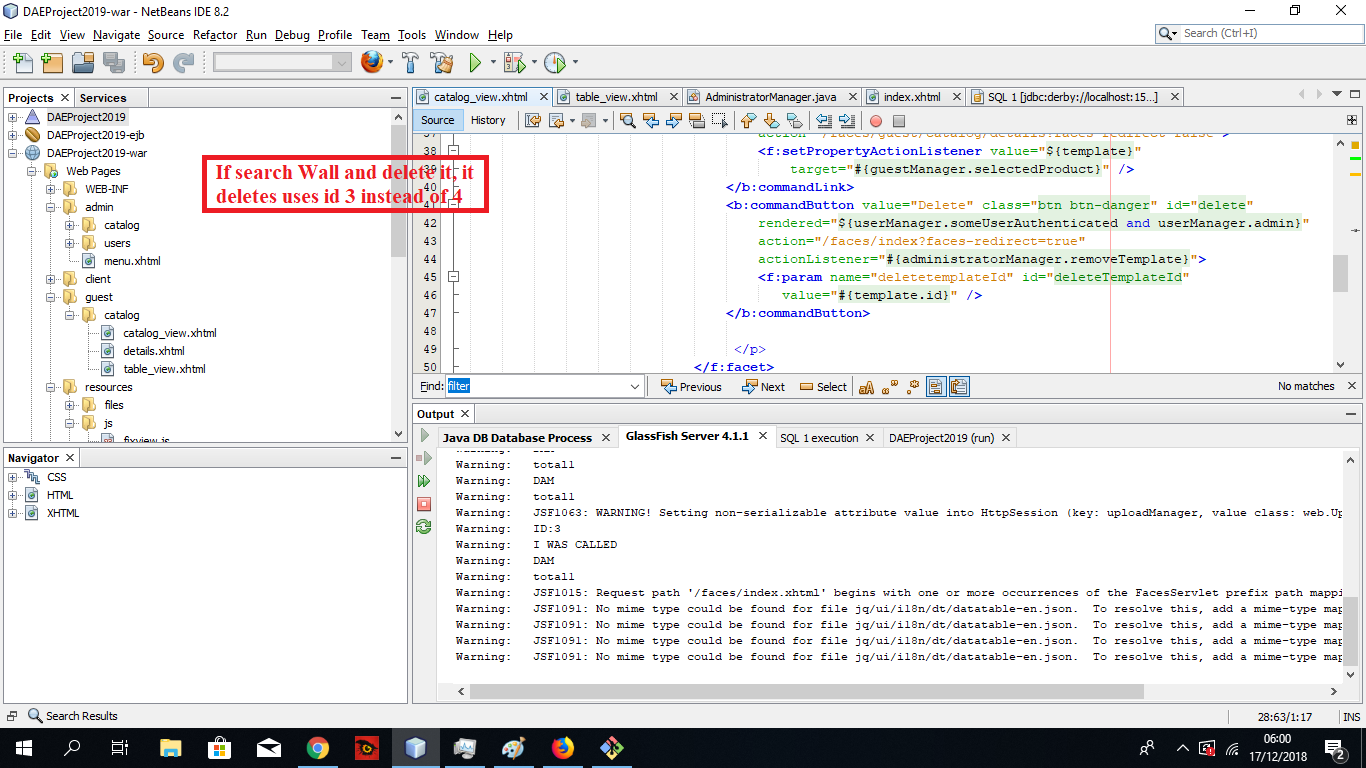 DAEProject2019-war - NetBeans IDE 8.2
File Edit View Navigate Source Refactor Run Debug Profile Team Tools Window Help
Search (Ctrl+I)
Projects Services
DAEProject2019
DAEProject2019-ejb
DAEProject2019-war
Web Pages
WEB-INF
admin
catalog
users
menu.xhtml
client
guest
catalog
catalog_view.xhtml
details.xhtml
table_view.xhtml
resources
files
js
fixview.js
If search Wall and delete it, it
deletes uses id 3 instead of 4
Navigator
CSS
HTML
XHTML
catalog_view.xhtml table_view.xhtml AdministratorManager.java index.xhtml SQL 1 [jdbc:derby://localhost:15...]
Source History
37 action="/faces/guest/catalog/details?faces-redirect=false">
38 <f:setPropertyActionListener value="${template}"
39 target="#{guestManager.selectedProduct}" />
40 </b:commandLink>
41 <b:commandButton value="Delete" class="btn btn-danger" id="delete"
42 rendered="${userManager.someUserAuthenticated and userManager.admin}"
43 action="/faces/index?faces-redirect=true"
44 actionListener="#{administratorManager.removeTemplate}">
45 <f:param name="deletetemplateId" id="deleteTemplateId"
46 value="#{template.id}" />
47 </b:commandButton>
48
49 </p>
50 </f:facet>
Find: filter Previous Next Select No matches
Output
Java DB Database Process GlassFish Server 4.1.1 SQL 1 execution DAEProject2019 (run)
Warning: totall
Warning: DAM
Warning: totall
Warning: JSF1063: WARNING! Setting non-serializable attribute value into HttpSession (key: uploadManager, value class: web.Up
Warning: ID:3
Warning: I WAS CALLED
Warning: DAM
Warning: totall
Warning: JSF1015: Request path '/faces/index.xhtml' begins with one or more occurrences of the FacesServlet prefix path mappi
Warning: JSF1091: No mime type could be found for file jq/ui/i18n/dt/datatable-en.json. To resolve this, add a mime-type map
Warning: JSF1091: No mime type could be found for file jq/ui/i18n/dt/datatable-en.json. To resolve this, add a mime-type map
Warning: JSF1091: No mime type could be found for file jq/ui/i18n/dt/datatable-en.json. To resolve this, add a mime-type map
Warning: JSF1091: No mime type could be found for file jq/ui/i18n/dt/datatable-en.json. To resolve this, add a mime-type map
Search Results
28:63/1:17 INS
06:00
17/12/2018
2